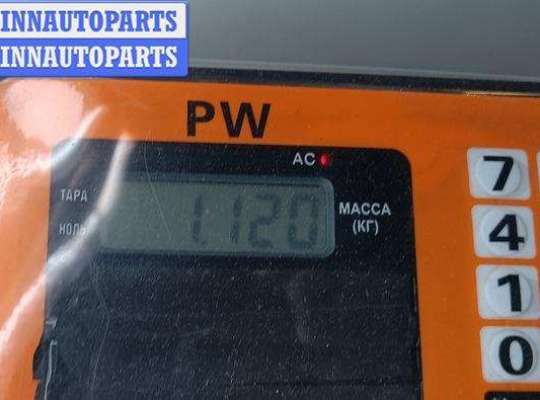 INNAUTOPARTS
INNAUTOPARTS
PW
AC
ТАРА
НОЛЬ
1.120
МАССА
(КГ)
7
4
1
0